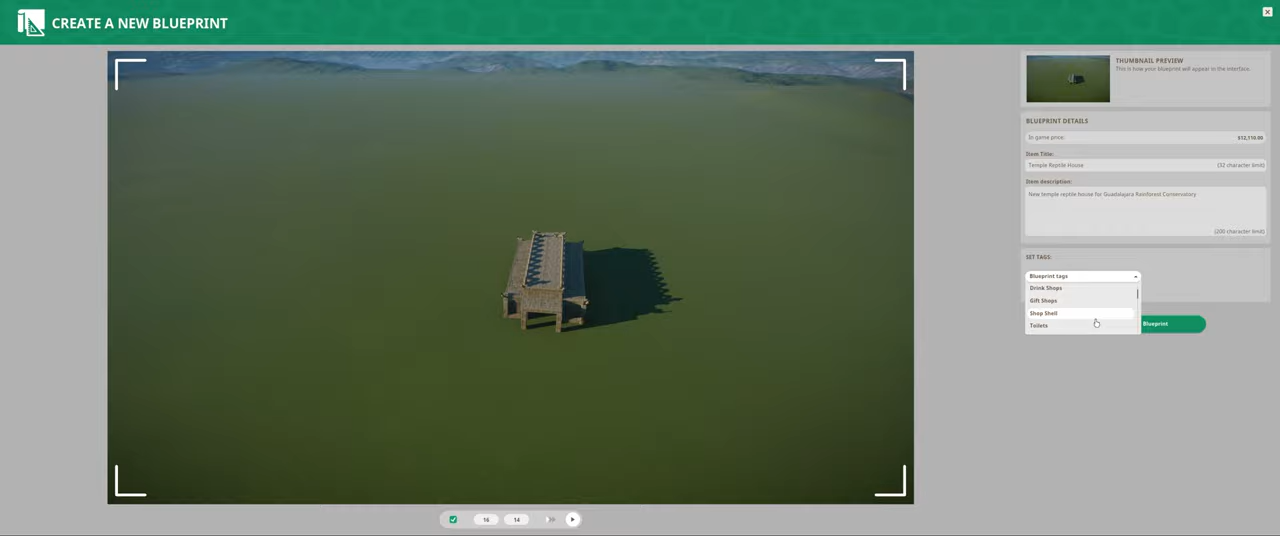 CREATE A NEW BLUEPRINT
THUMBNAIL PREVIEW
This is how your blueprint will appear in the interface.
BLUEPRINT DETAILS
In game price:
$12,110.00
Item Title:
Temple Reptile House
(32 character limit)
Item description:
New temple reptile house for Guadalajara Rainforest Conservatory
(200 character limit)
SET TAGS:
Blueprint tags
Drink Shops
Gift Shops
Shop Shell
Toilets
Blueprint
16
14